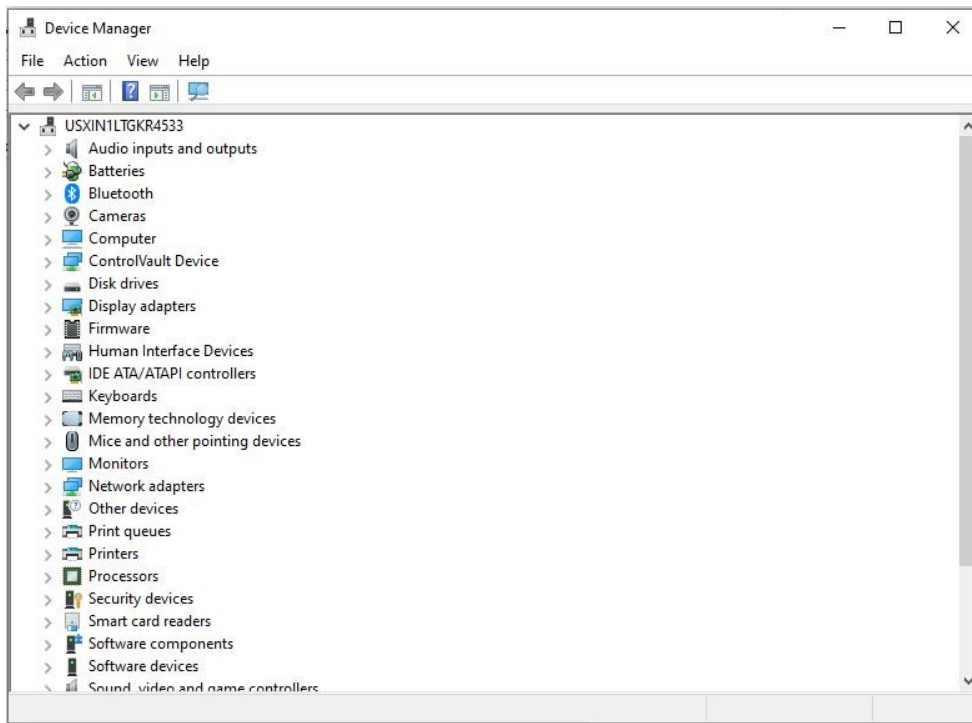 Device Manager
File Action View Help
USXIN1LTGKR4533
Audio inputs and outputs
Batteries
Bluetooth
Cameras
Computer
ControlVault Device
Disk drives
Display adapters
Firmware
Human Interface Devices
IDE ATA/ATAPI controllers
Keyboards
Memory technology devices
Mice and other pointing devices
Monitors
Network adapters
Other devices
Print queues
Printers
Processors
Security devices
Smart card readers
Software components
Software devices
Sound, video and game controllers